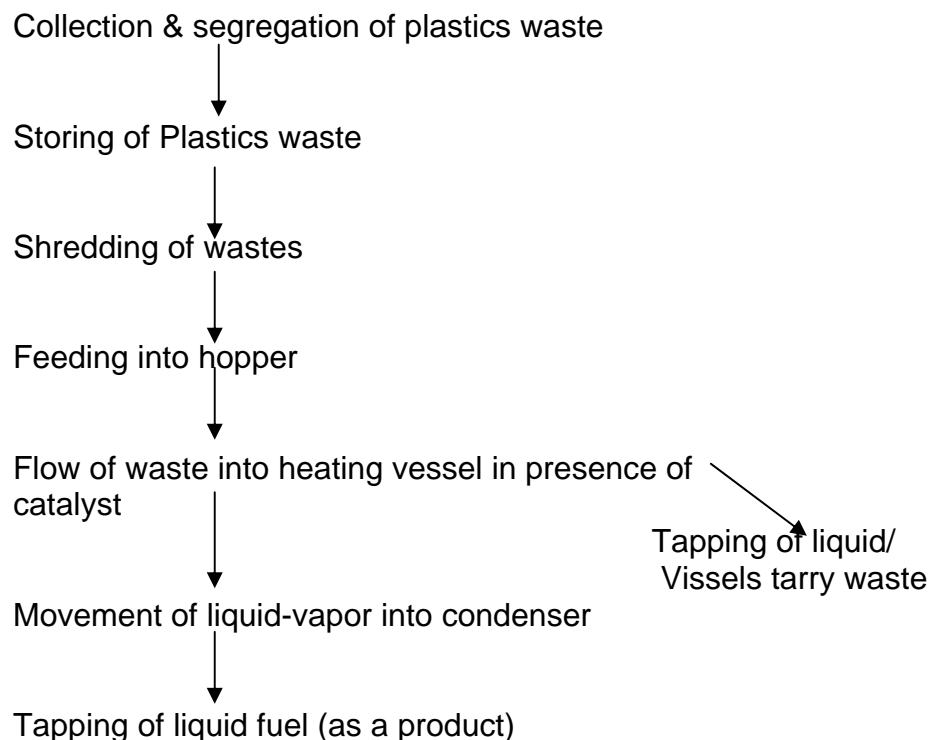 Collection & segregation of plastics waste
Storing of Plastics waste
Shredding of wastes
Feeding into hopper
Flow of waste into heating vessel in presence of
catalyst
Tapping of liquid/
Vissels tarry waste
Movement of liquid-vapor into condenser
Tapping of liquid fuel (as a product)